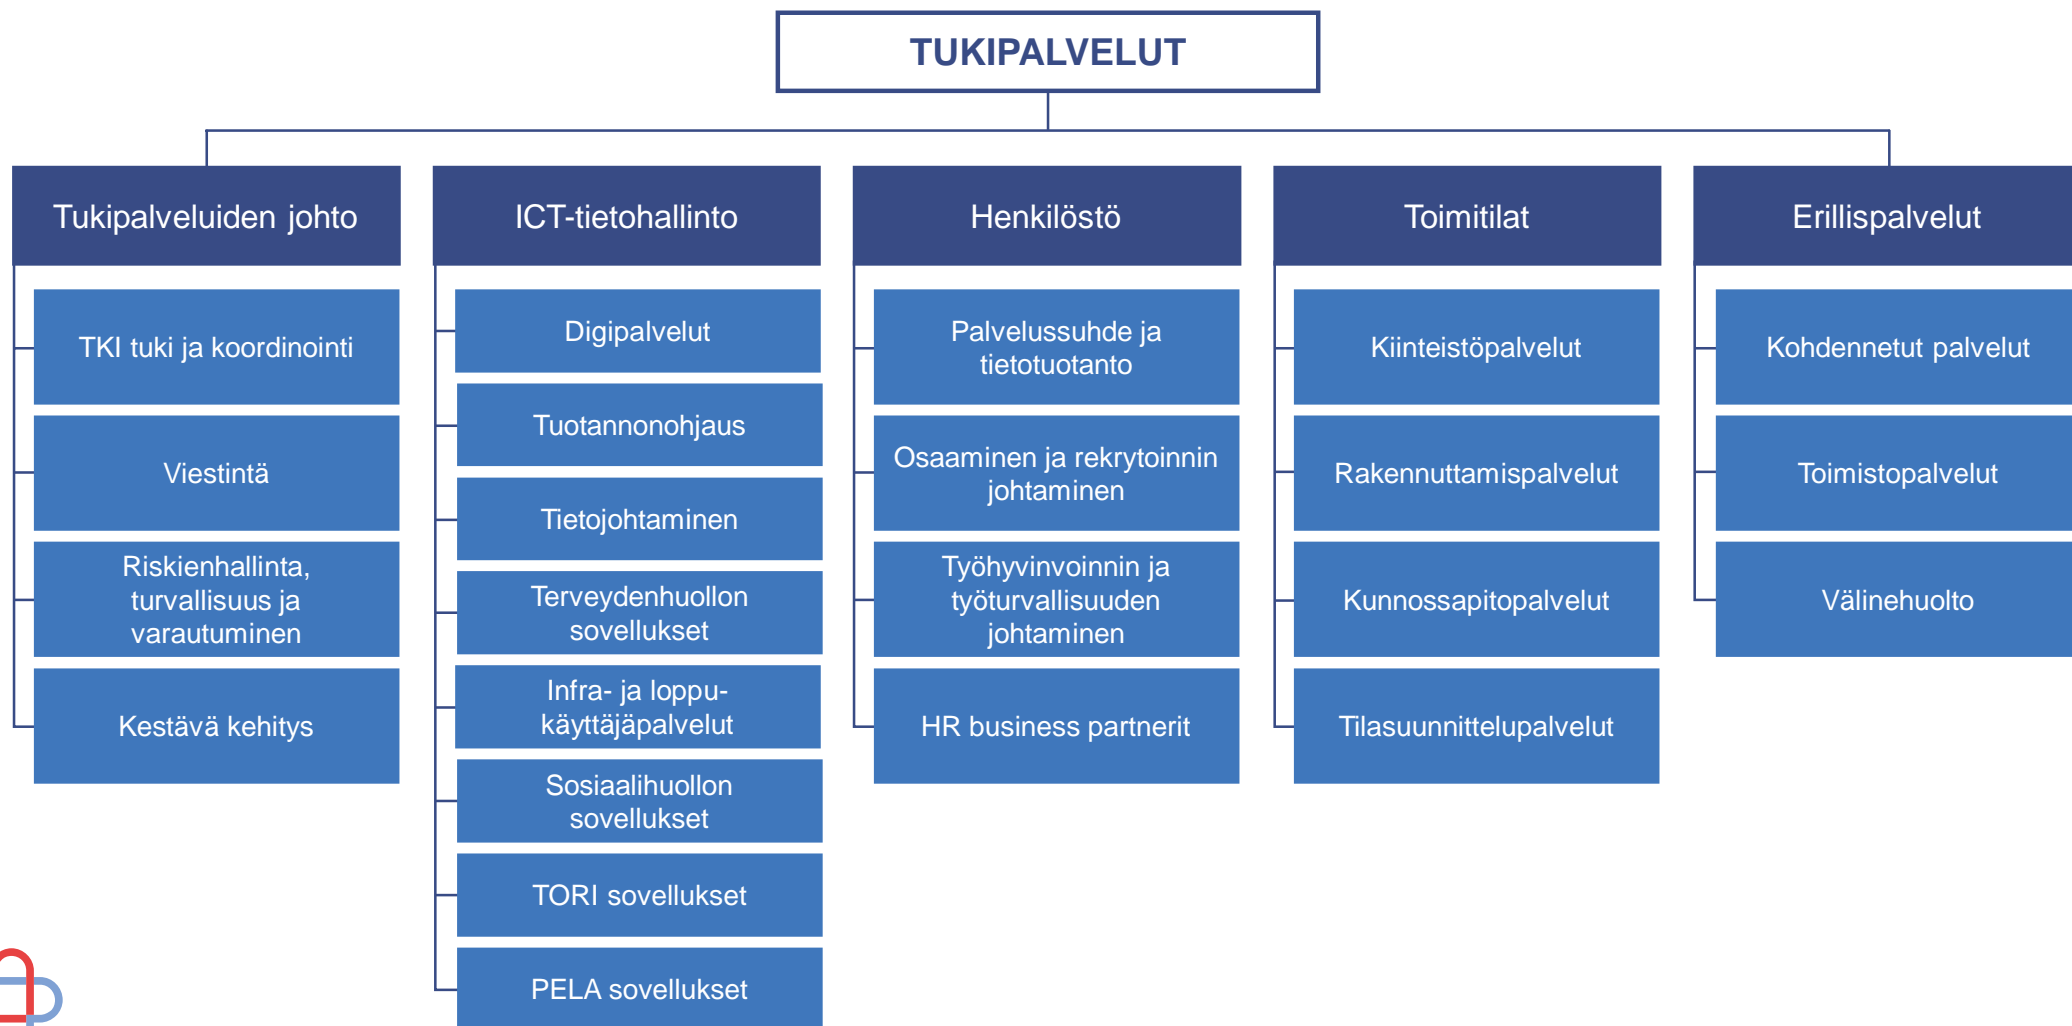 TUKIPALVELUT
Tukipalveluiden johto
TKI tuki ja koordinointi
Viestintä
Riskienhallinta,
turvallisuus ja
varautuminen
Kestävä kehitys
ICT-tietohallinto
Digipalvelut
Tuotannonohjaus
Tietojohtaminen
Terveydenhuollon
sovellukset
Infra- ja loppu-
käyttäjäpalvelut
Sosiaalihuollon
sovellukset
TORI sovellukset
PELA sovellukset
Henkilöstö
Palvelussuhde ja
tietotuotanto
Osaaminen ja rekrytoinnin
johtaminen
Työhyvinvoinnin ja
työturvallisuuden
johtaminen
HR business partnerit
Toimitilat
Kiinteistöpalvelut
Rakennuttamispalvelut
Kunnossapitopalvelut
Tilasuunnittelupalvelut
Erillispalvelut
Kohdennetut palvelut
Toimistopalvelut
Välinehuolto